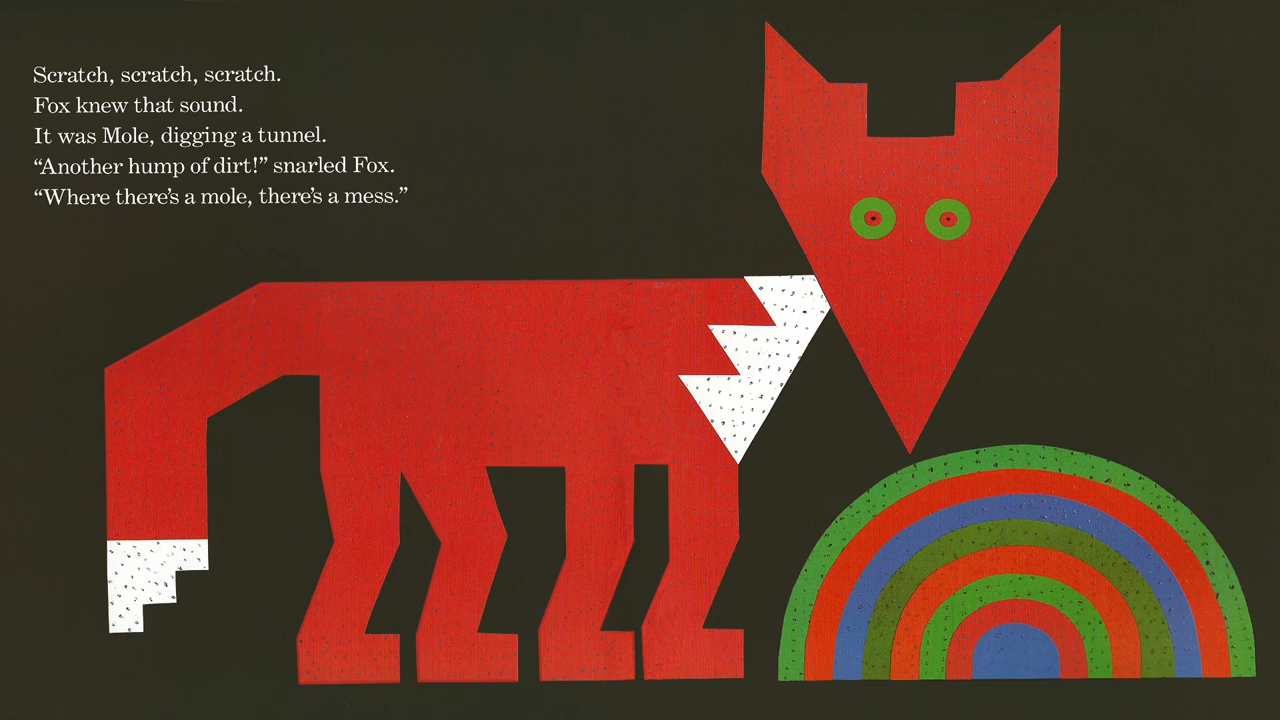 Scratch, scratch, scratch.
Fox knew that sound.
It was Mole, digging a tunnel.
“Another hump of dirt!” snarled Fox.
“Where there’s a mole, there’s a mess.”